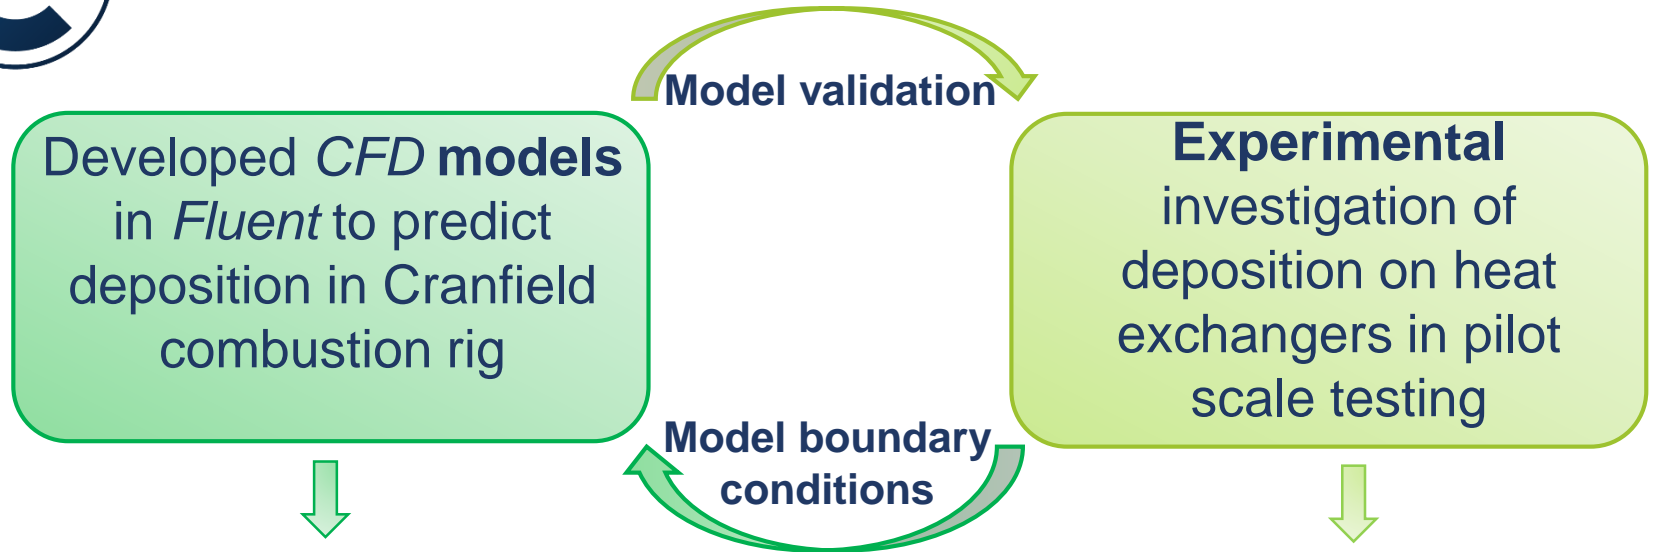 Model validation
Developed CFD models
in Fluent to predict
deposition in Cranfield
combustion rig
Experimental
investigation of
deposition on heat
exchangers in pilot
scale testing
Model boundary
conditions